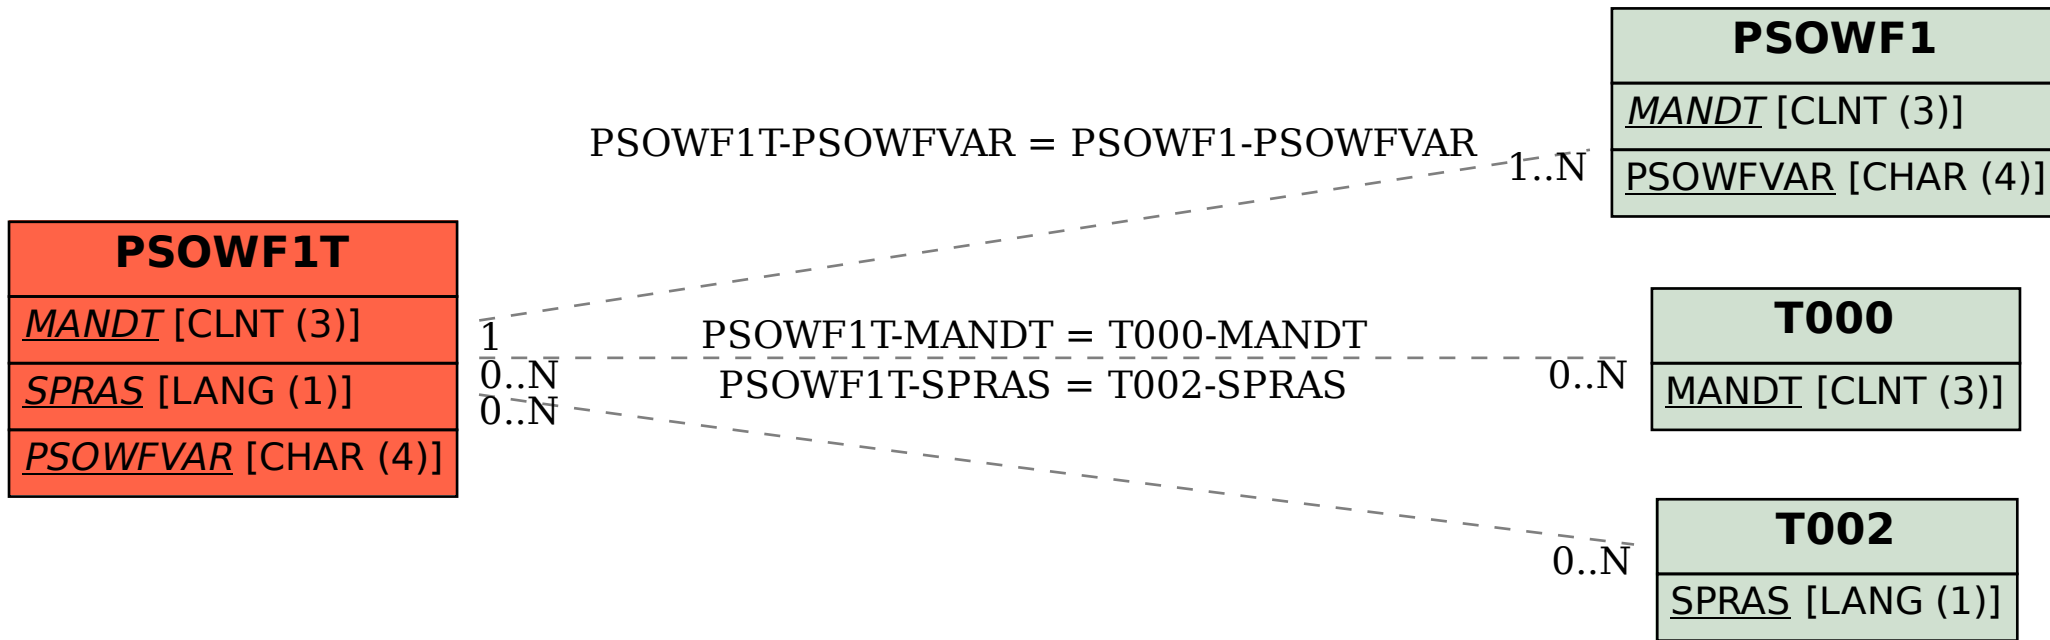 PSOWF1
MANDT [CLNT (3)]
PSOWFVAR [CHAR (4)]
PSOWF1T-PSOWFVAR = PSOWF1-PSOWFVAR
1..N
PSOWF1T
MANDT [CLNT (3)]
SPRAS [LANG (1)]
PSOWFVAR [CHAR (4)]
1
PSOWF1T-MANDT = T000-MANDT
0..N
0..N
PSOWF1T-SPRAS = T002-SPRAS
0..N
T000
MANDT [CLNT (3)]
0..N
T002
SPRAS [LANG (1)]